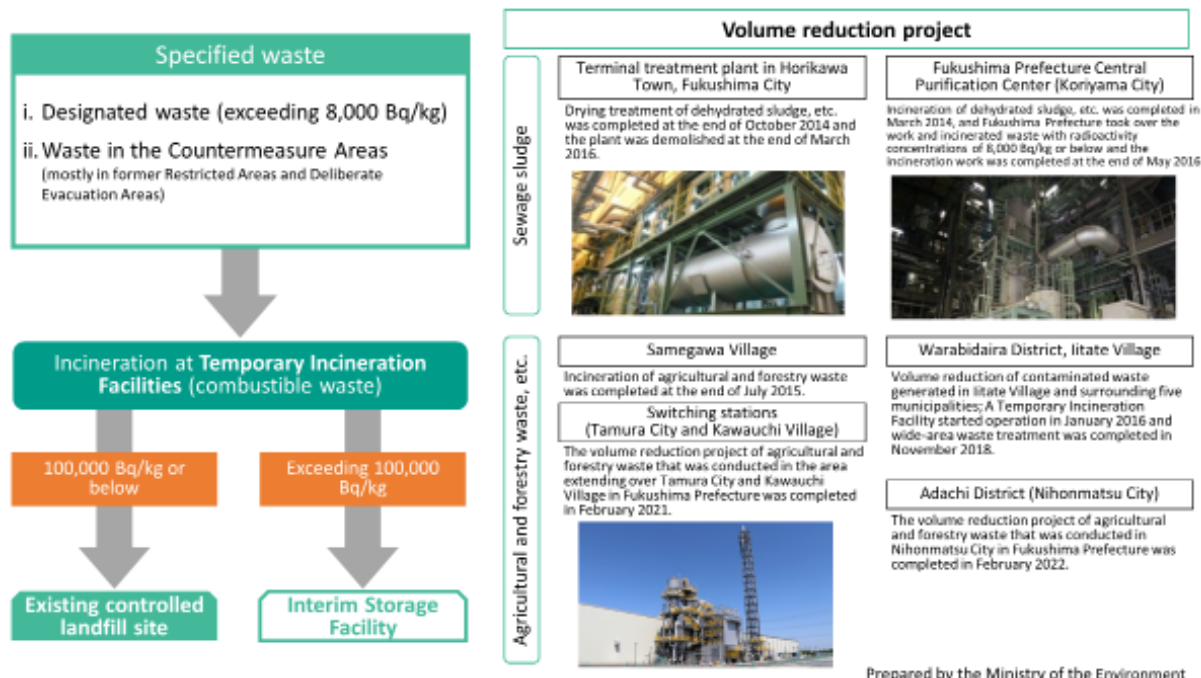 Specified waste
i. Designated waste (exceeding 8,000 Bq/kg)
ii. Waste in the Countermeasure Areas
(mostly in former Restricted Areas and Deliberate
Evacuation Areas)
Incineration at Temporary Incineration
Facilities (combustible waste)
100,000 Bq/kg or
below
Exceeding 100,000
Bq/kg
Existing controlled
landfill site
Interim Storage
Facility
Volume reduction project
Sewage sludge
Terminal treatment plant in Horikawa
Town, Fukushima City
Drying treatment of dehydrated sludge, etc.
was completed at the end of October 2014 and
the plant was demolished at the end of March
2016.
Fukushima Prefecture Central
Purification Center (Koriyama City)
Incineration of dehydrated sludge, etc. was completed in
March 2014, and Fukushima Prefecture took over the
work and incinerated waste with radioactivity
concentrations of 8,000 Bq/kg or below and the
incineration work was completed at the end of May 2016
Agricultural and forestry waste, etc.
Samegawa Village
Incineration of agricultural and forestry waste
was completed at the end of July 2015.
Switching stations
(Tamura City and Kawauchi Village)
The volume reduction project of agricultural and
forestry waste that was conducted in the area
extending over Tamura City and Kawauchi
Village in Fukushima Prefecture was completed
in February 2021.
Warabidaira District, Iitate Village
Volume reduction of contaminated waste
generated in Iitate Village and surrounding five
municipalities; A Temporary Incineration
Facility started operation in January 2016 and
wide-area waste treatment was completed in
November 2018.
Adachi District (Nihonmatsu City)
The volume reduction project of agricultural
and forestry waste that was conducted in
Nihonmatsu City in Fukushima Prefecture was
completed in February 2022.
Prepared by the Ministry of the Environment